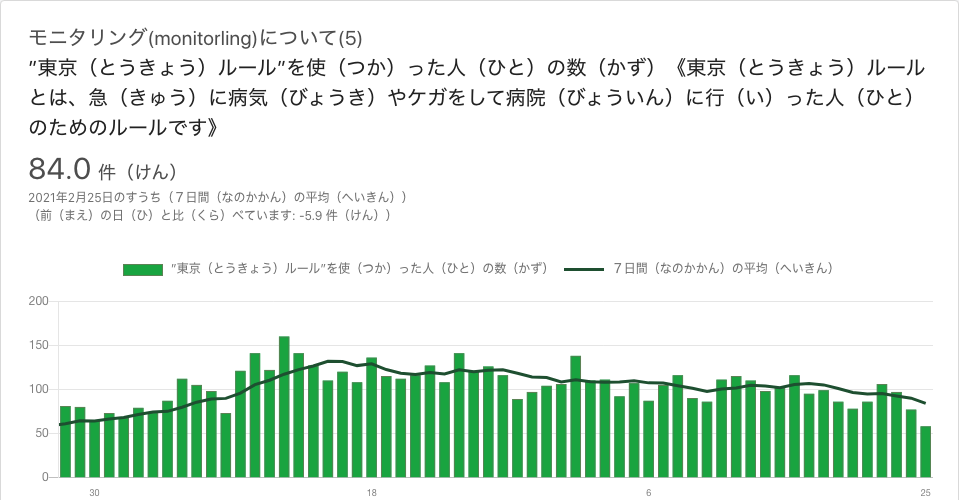 モニタリング(monitorling)について(5)
”東京（とうきょう）ルール”を使（つか）った人（ひと）の数（かず）《東京（とうきょう）ルール
とは、急（きゅう）に病気（びょうき）やケガをして病院（びょういん）に行（い）った人（ひと）
のためのルールです》
84.0 件（けん）
2021年2月25日のすうち（７日間（なのかかん）の平均（へいきん））
（前（まえ）の日（ひ）と比（くら）べています: -5.9 件（けん））
”東京（とうきょう）ルール”を使（つか）った人（ひと）の数（かず） ７日間（なのかかん）の平均（へいきん）
200
150
100
50
0
30 18 6 25